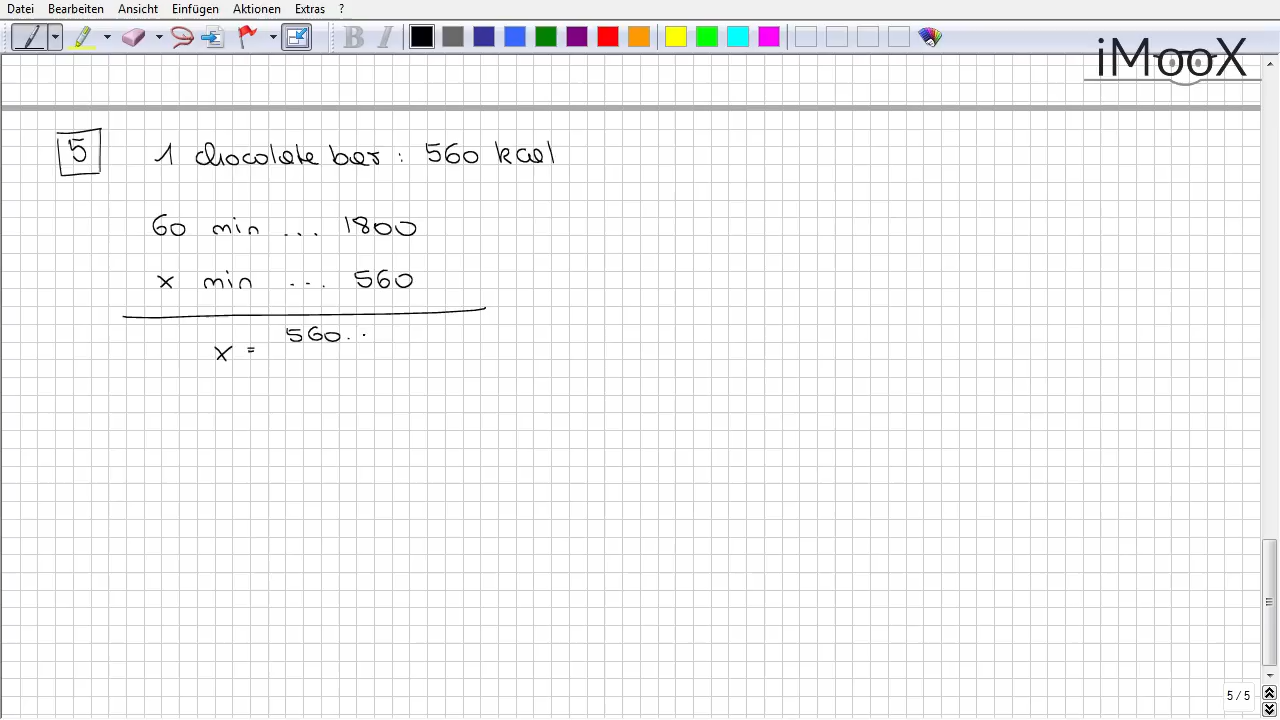 Datei Bearbeiten Ansicht Einfügen Aktionen Extras ?
B I
iMooX
5 1 chocolate bar : 560 kcal
60 min ... 1800
x min ... 560
x = 560 .
5 / 5